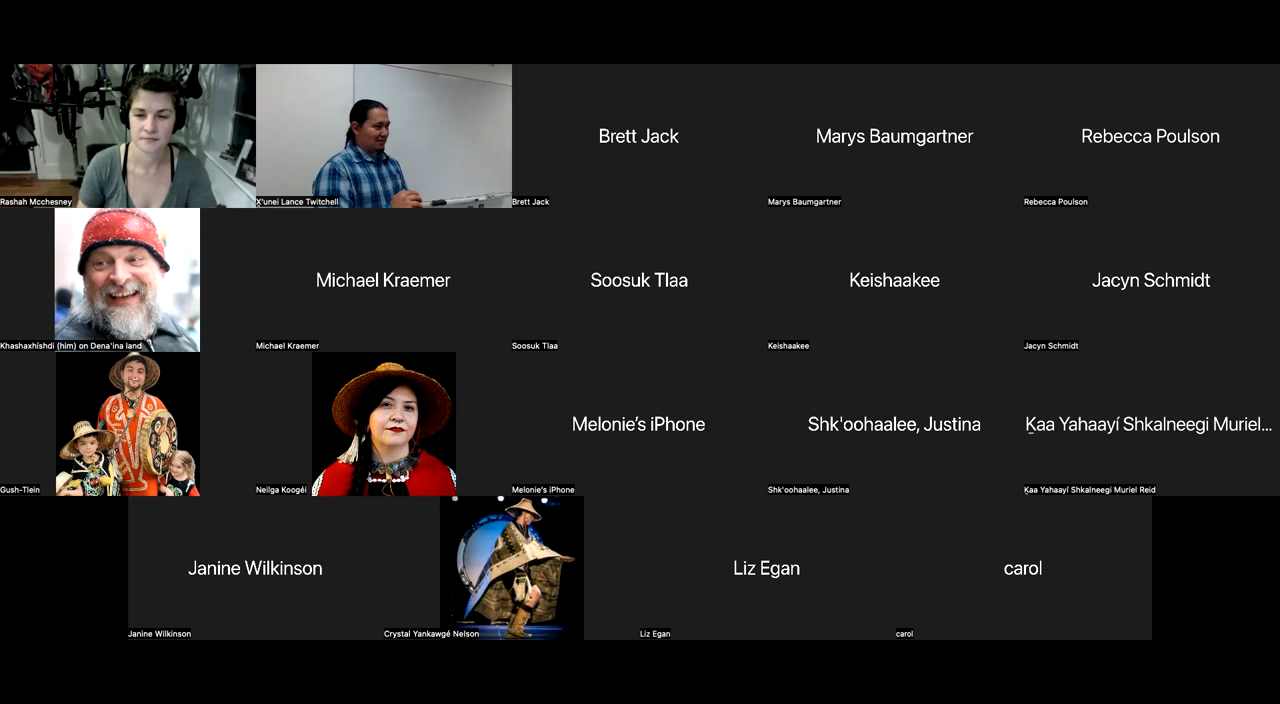 Brett Jack
Marys Baumgartner
Rebecca Poulson
Rashah Mcchesney
X'unei Lance Twitchell
Brett Jack
Marys Baumgartner
Rebecca Poulson
Michael Kraemer
Soosuk Tlaa
Keishaakee
Jacyn Schmidt
Khashaxhíshdi (him) on Dena'ina land
Michael Kraemer
Soosuk Tlaa
Keishaakee
Jacyn Schmidt
Melonie's iPhone
Shk'oohaalee, Justina
Ḵaa Yahaayí Shkalneegi Muriel...
Gush-Tlein
Neilga Koogéi
Melonie's iPhone
Shk'oohaalee, Justina
Ḵaa Yahaayí Shkalneegi Muriel Reid
Janine Wilkinson
Liz Egan
carol
Janine Wilkinson
Crystal Yankawgé Nelson
Liz Egan
carol